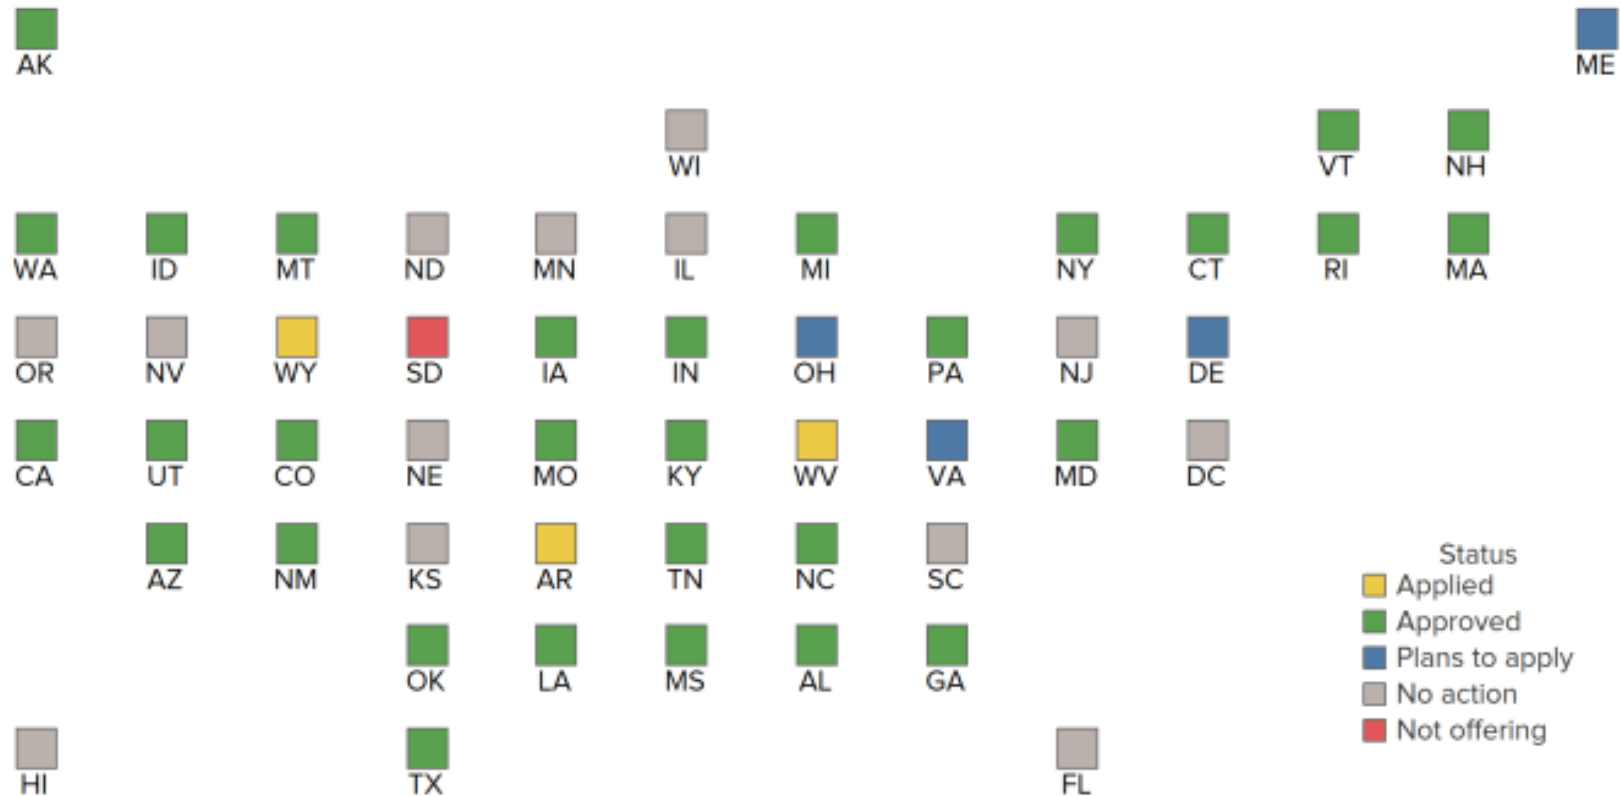 AK ME
WI VT NH
WA ID MT ND MN IL MI NY CT RI MA
OR NV WY SD IA IN OH PA NJ DE
CA UT CO NE MO KY WV VA MD DC
AZ NM KS AR TN NC SC
OK LA MS AL GA
HI TX FL
Status
Applied
Approved
Plans to apply
No action
Not offering